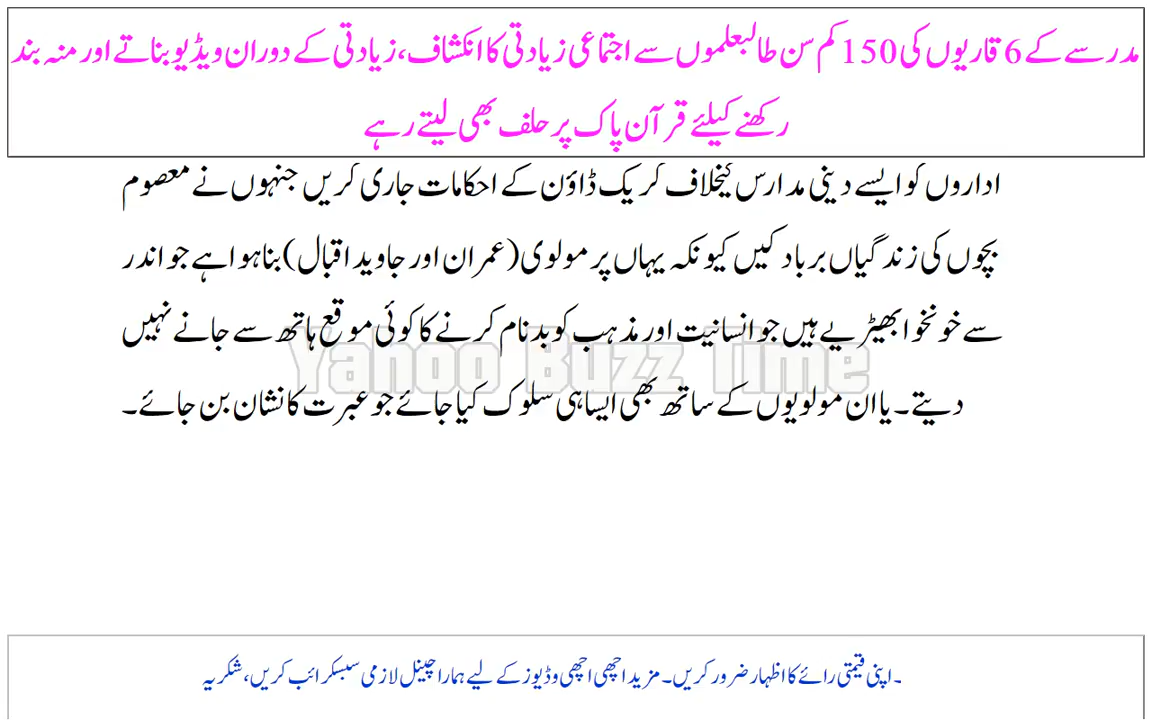 مدرسے کے 6 قاریوں کی 150 کم سن طالبعلموں سے اجتماعی زیادتی کا انکشاف، زیادتی کے دوران ویڈیو بناتے اور منہ بند
رکھنے کیلئے قرآن پاک پر حلف بھی لیتے رہے
اداروں کو ایسے دینی مدارس کیخلاف کریک ڈاؤن کے احکامات جاری کریں جنہوں نے معصوم
بچوں کی زندگیاں برباد کیں کیونکہ یہاں پر مولوی (عمران اور جاوید اقبال) بنا ہوا ہے جو اندر
سے خونخوا بھیڑیے ہیں جو انسانیت اور مذہب کو بدنام کرنے کا کوئی موقع ہاتھ سے جانے نہیں
Yahoo Buzz Time
دیتے۔ یا ان مولویوں کے ساتھ بھی ایسا ہی سلوک کیا جائے جو عبرت کا نشان بن جائے۔
۔اپنی قیمتی رائے کا اظہار ضرور کریں۔ مزید اچھی اچھی وڈیوز کے لیے ہمارا چینل لازمی سبسکرائب کریں، شکریہ